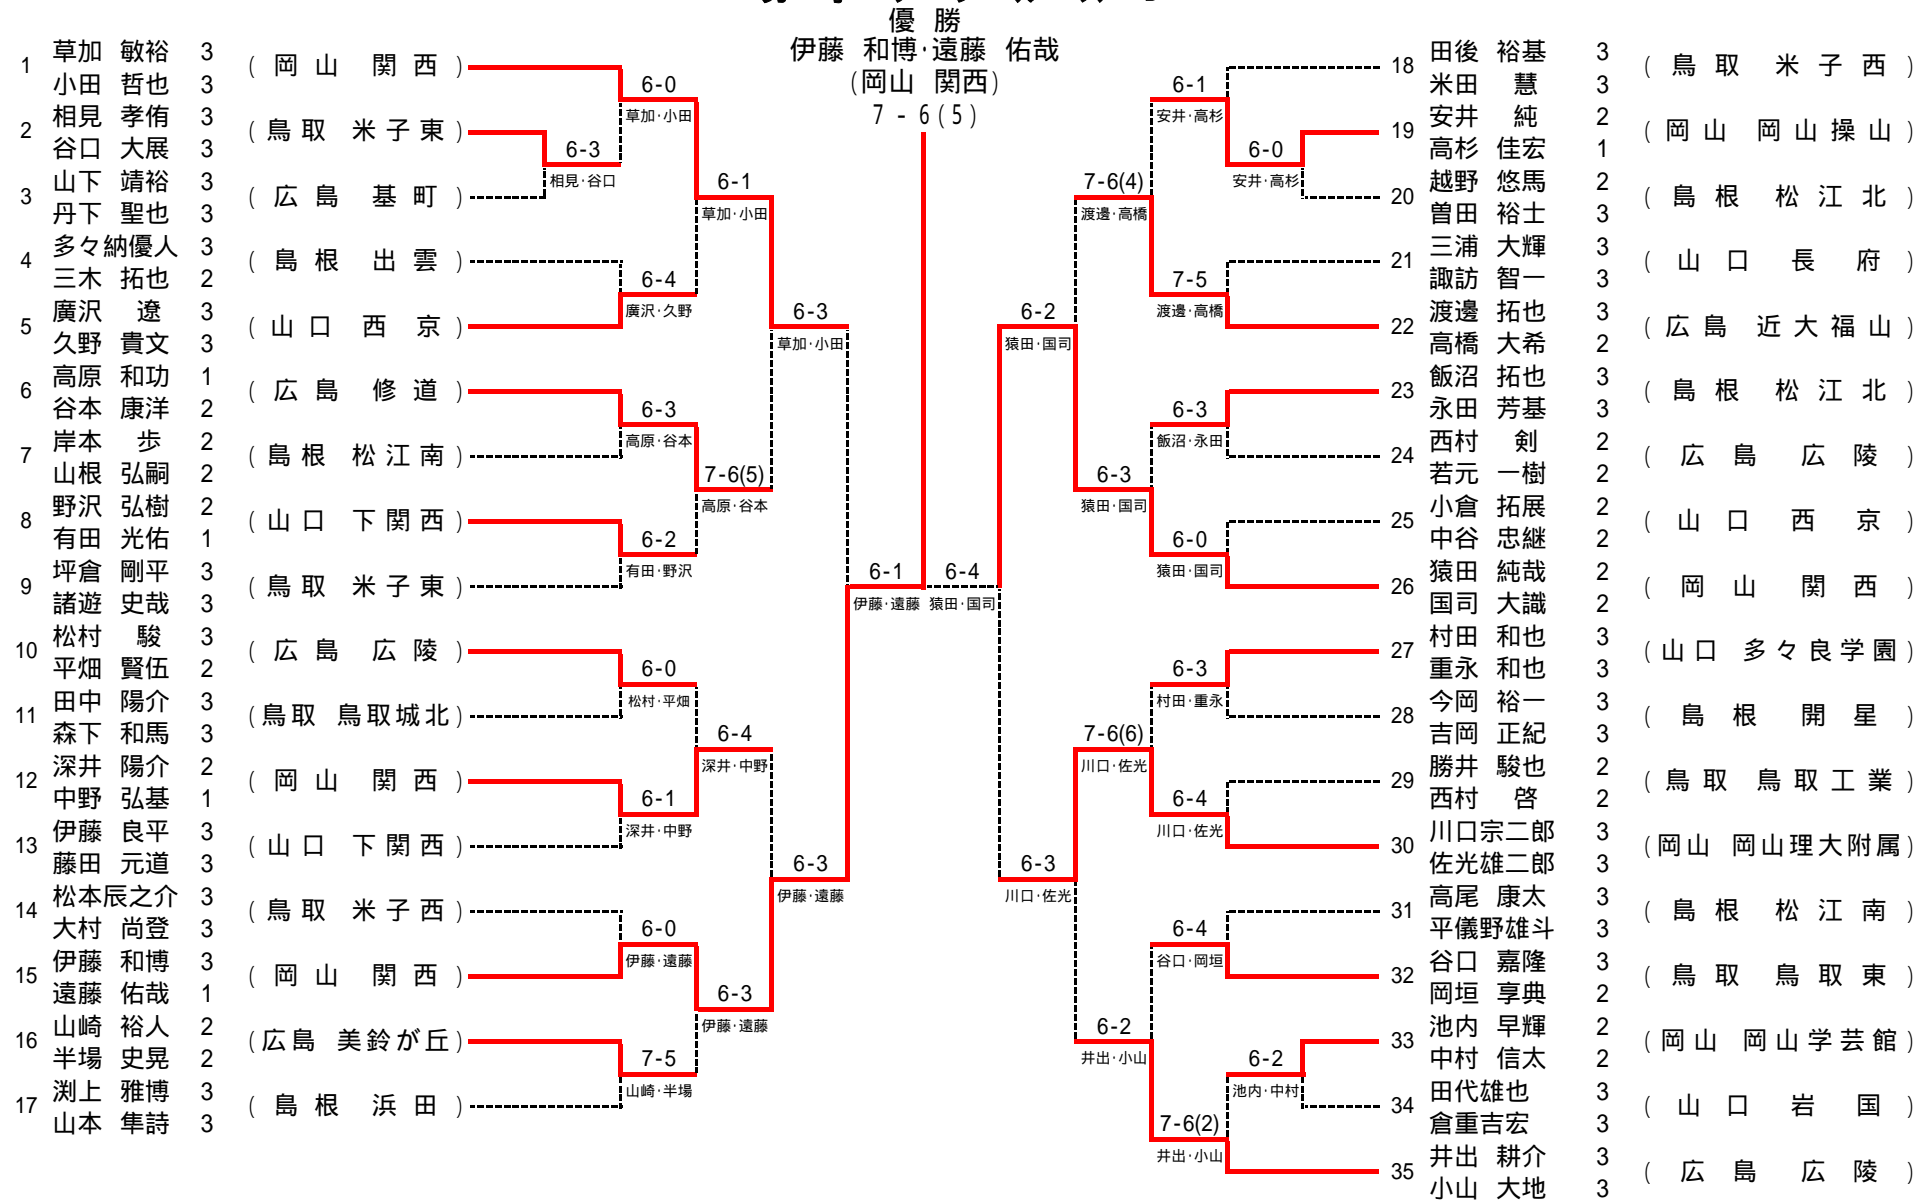 優 勝
伊藤 和博・遠藤 佑哉
(岡山 関西)
7 - 6 ( 5 )
1 草加 敏裕 3 ( 岡 山 関 西 )
小田 哲也 3
2 相見 孝侑 3 ( 鳥 取 米 子 東 )
谷口 大展 3
3 山下 靖裕 3 ( 広 島 基 町 )
丹下 聖也 3
4 多々納優人 3 ( 島 根 出 雲 )
三木 拓也 2
5 廣沢 遼 3 ( 山 口 西 京 )
久野 貴文 3
6 高原 和功 1 ( 広 島 修 道 )
谷本 康洋 2
7 岸本 歩 2 ( 島 根 松 江 南 )
山根 弘嗣 2
8 野沢 弘樹 2 ( 山 口 下 関 西 )
有田 光佑 1
9 坪倉 剛平 3 ( 鳥 取 米 子 東 )
諸遊 史哉 3
10 松村 駿 3 ( 広 島 広 陵 )
平畑 賢伍 2
11 田中 陽介 3 ( 鳥取 鳥取城北 )
森下 和馬 3
12 深井 陽介 2 ( 岡 山 関 西 )
中野 弘基 1
13 伊藤 良平 3 ( 山 口 下 関 西 )
藤田 元道 3
14 松本辰之介 3 ( 鳥 取 米 子 西 )
大村 尚登 3
15 伊藤 和博 3 ( 岡 山 関 西 )
遠藤 佑哉 1
16 山崎 裕人 2 ( 広島 美鈴が丘 )
半場 史晃 2
17 渕上 雅博 3 ( 島 根 浜 田 )
山本 隼詩 3
6-0
草加・小田
6-3
相見・谷口
6-1
草加・小田
6-4
廣沢・久野
6-3
草加・小田
6-3
高原・谷本
7-6(5)
高原・谷本
6-2
有田・野沢
6-1
伊藤・遠藤
6-0
松村・平畑
6-4
深井・中野
6-1
深井・中野
6-3
伊藤・遠藤
6-0
伊藤・遠藤
6-3
伊藤・遠藤
7-5
山崎・半場
6-4
猿田・国司
6-1
安井・高杉
6-0
安井・高杉
7-6(4)
渡邊・高橋
7-5
渡邊・高橋
6-2
猿田・国司
6-3
飯沼・永田
6-3
猿田・国司
6-0
猿田・国司
6-3
村田・重永
7-6(6)
川口・佐光
6-4
川口・佐光
6-3
川口・佐光
6-4
谷口・岡垣
6-2
井出・小山
6-2
池内・中村
7-6(2)
井出・小山
18 田後 裕基 3 ( 鳥 取 米 子 西 )
米田 慧 3
19 安井 純 2 ( 岡 山 岡 山 操 山 )
高杉 佳宏 1
20 越野 悠馬 2 ( 島 根 松 江 北 )
曽田 裕士 3
21 三浦 大輝 3 ( 山 口 長 府 )
諏訪 智一 3
22 渡邊 拓也 3 ( 広 島 近 大 福 山 )
高橋 大希 2
23 飯沼 拓也 3 ( 島 根 松 江 北 )
永田 芳基 3
24 西村 剣 2 ( 広 島 広 陵 )
若元 一樹 2
25 小倉 拓展 2 ( 山 口 西 京 )
中谷 忠継 2
26 猿田 純哉 2 ( 岡 山 関 西 )
国司 大識 2
27 村田 和也 3 ( 山口 多々良学園 )
重永 和也 3
28 今岡 裕一 3 ( 島 根 開 星 )
吉岡 正紀 3
29 勝井 駿也 2 ( 鳥 取 鳥 取 工 業 )
西村 啓 2
30 川口宗二郎 3 ( 岡山 岡山理大附属 )
佐光雄二郎 3
31 高尾 康太 3 ( 島 根 松 江 南 )
平儀野雄斗 3
32 谷口 嘉隆 3 ( 鳥 取 鳥 取 東 )
岡垣 享典 2
33 池内 早輝 2 ( 岡 山 岡 山 学 芸 館 )
中村 信太 2
34 田代雄也 3 ( 山 口 岩 国 )
倉重吉宏 3
35 井出 耕介 3 ( 広 島 広 陵 )
小山 大地 3